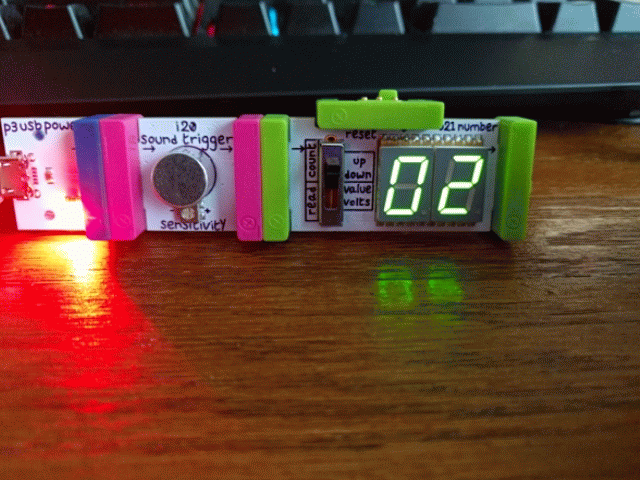 p3 usb power
i20
sound trigger
sensitivity
reset
o21 number
read count
up
down
value
volts
02